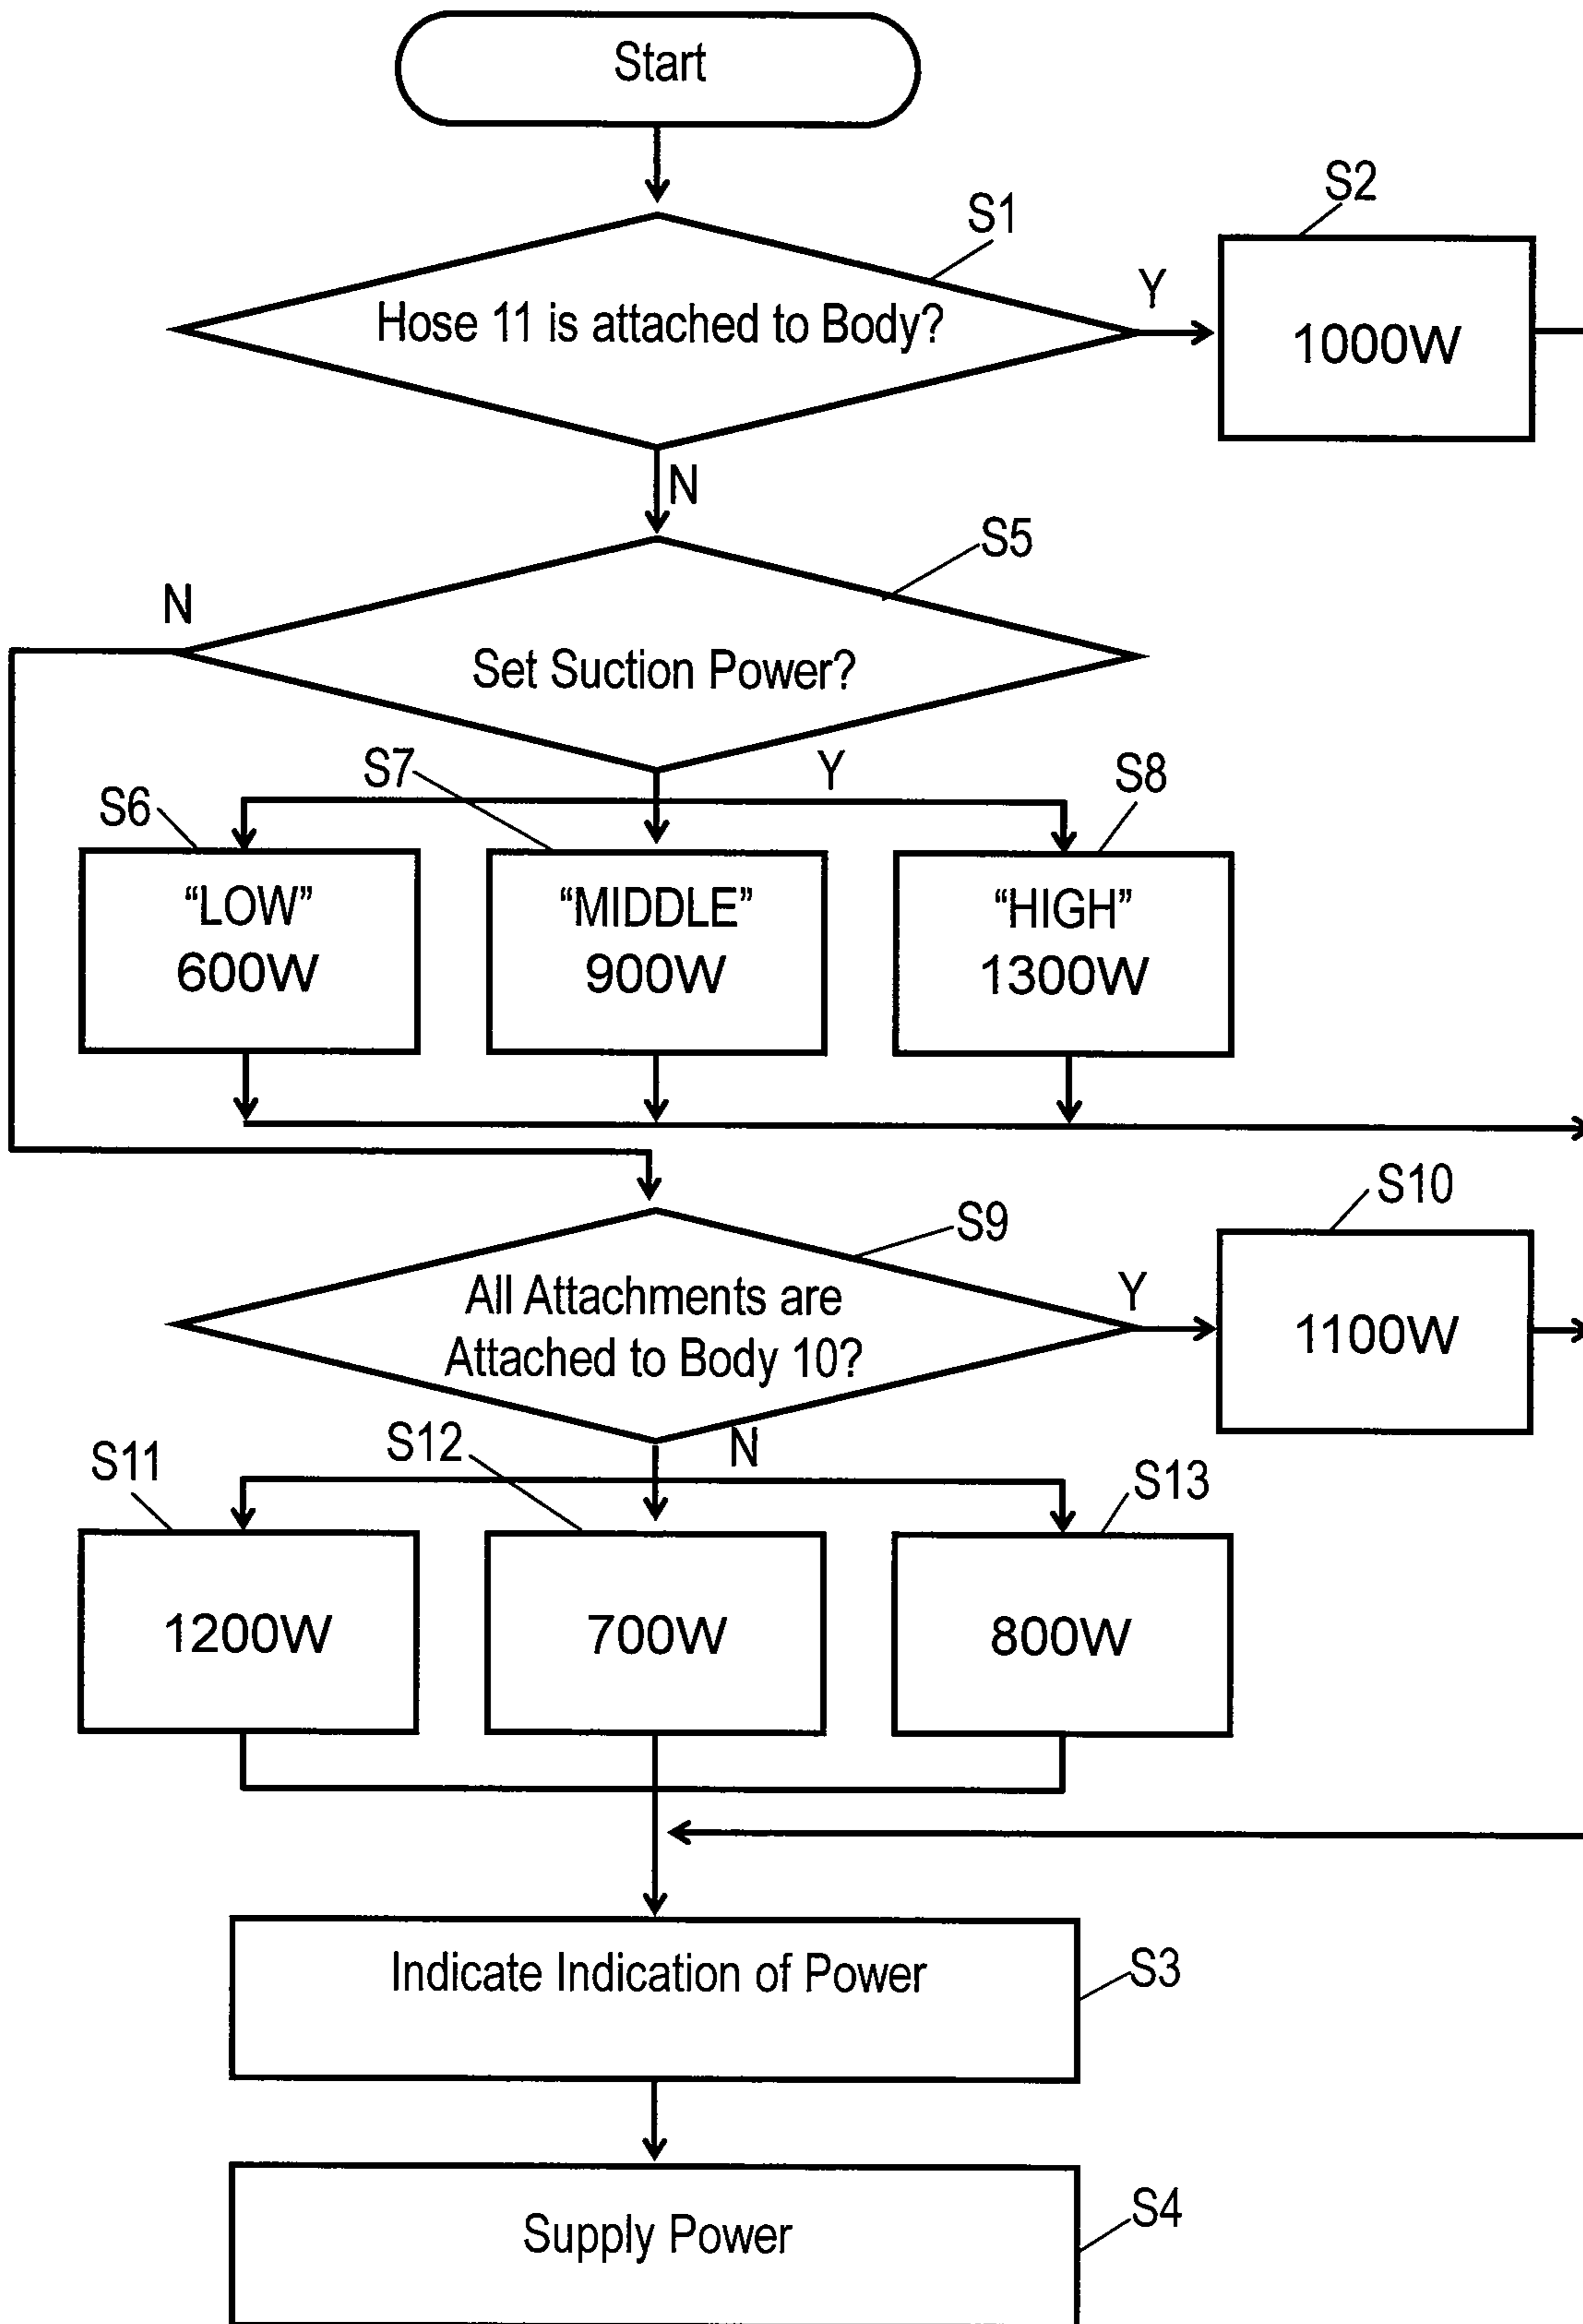 Start
S1
S2
Hose 11 is attached to Body?
Y
1000W
N
S5
N
Set Suction Power?
S6
S7
Y
S8
“LOW”
600W
“MIDDLE”
900W
“HIGH”
1300W
S9
S10
All Attachments are
Attached to Body 10?
Y
1100W
N
S11
S12
S13
1200W
700W
800W
Indicate Indication of Power
S3
Supply Power
S4